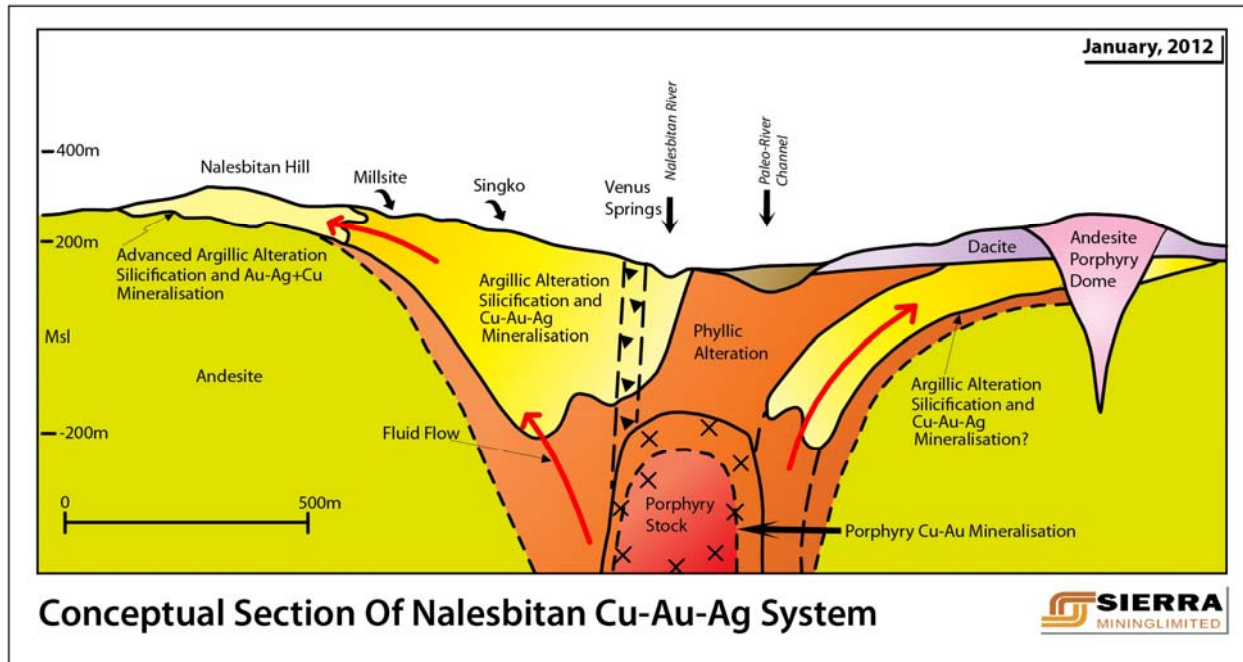 January, 2012
Nalesbitan River
Paleo-River
Channel
400m
Nalesbitan Hill
Millsite
Singko
Venus
Springs
200m
Advanced Argillic Alteration
Silicification and Au-Ag+Cu
Mineralisation
Argillic Alteration
Silicification and
Cu-Au-Ag
Mineralisation
Dacite
Andesite
Porphyry
Dome
Msl
Andesite
Phyllic
Alteration
Argillic Alteration
Silicification and
Cu-Au-Ag
Mineralisation?
-200m
Fluid Flow
0
500m
Porphyry
Stock
Porphyry Cu-Au Mineralisation
Conceptual Section Of Nalesbitan Cu-Au-Ag System
SIERRA
MININGLIMITED